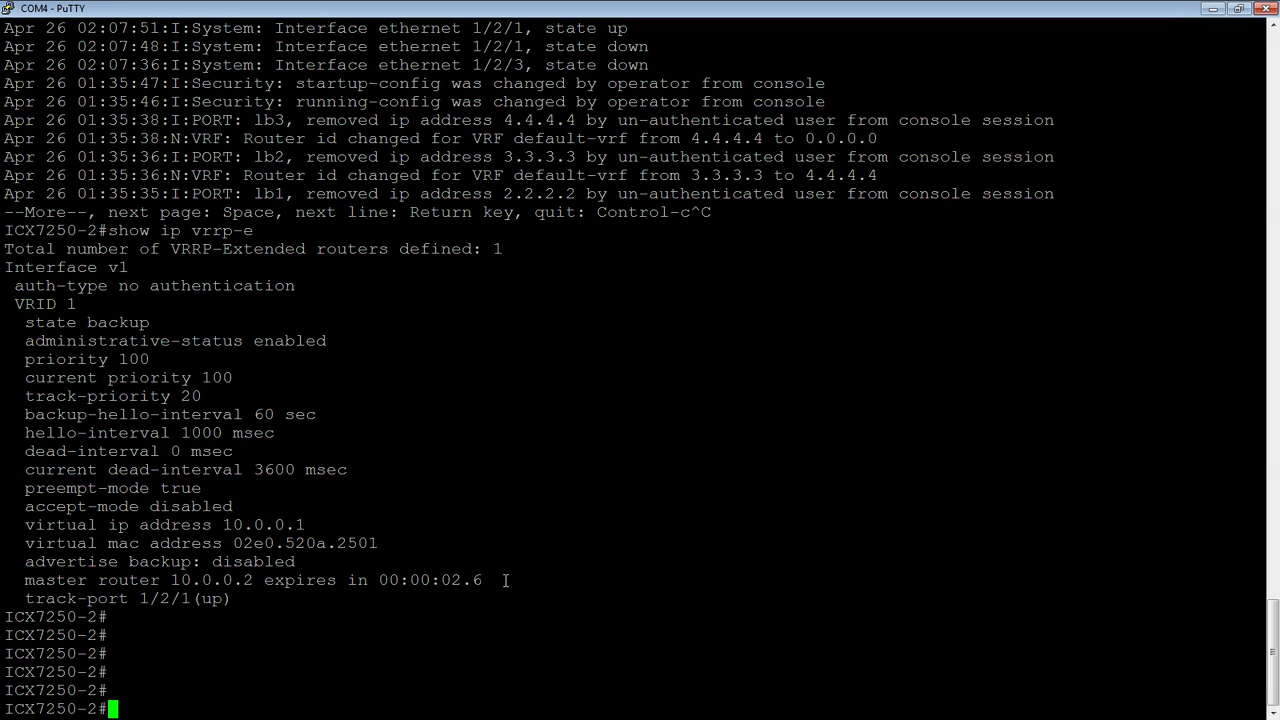 COM4 - PuTTY
Apr 26 02:07:51:I:System: Interface ethernet 1/2/1, state up
Apr 26 02:07:48:I:System: Interface ethernet 1/2/1, state down
Apr 26 02:07:36:I:System: Interface ethernet 1/2/3, state down
Apr 26 01:35:47:I:Security: startup-config was changed by operator from console
Apr 26 01:35:46:I:Security: running-config was changed by operator from console
Apr 26 01:35:38:I:PORT: lb3, removed ip address 4.4.4.4 by un-authenticated user from console session
Apr 26 01:35:38:N:VRF: Router id changed for VRF default-vrf from 4.4.4.4 to 0.0.0.0
Apr 26 01:35:36:I:PORT: lb2, removed ip address 3.3.3.3 by un-authenticated user from console session
Apr 26 01:35:36:N:VRF: Router id changed for VRF default-vrf from 3.3.3.3 to 4.4.4.4
Apr 26 01:35:35:I:PORT: lb1, removed ip address 2.2.2.2 by un-authenticated user from console session
--More--, next page: Space, next line: Return key, quit: Control-c^C
ICX7250-2#show ip vrrp-e
Total number of VRRP-Extended routers defined: 1
Interface v1
 auth-type no authentication
 VRID 1
  state backup
  administrative-status enabled
  priority 100
  current priority 100
  track-priority 20
  backup-hello-interval 60 sec
  hello-interval 1000 msec
  dead-interval 0 msec
  current dead-interval 3600 msec
  preempt-mode true
  accept-mode disabled
  virtual ip address 10.0.0.1
  virtual mac address 02e0.520a.2501
  advertise backup: disabled
  master router 10.0.0.2 expires in 00:00:02.6
  track-port 1/2/1(up)
ICX7250-2#
ICX7250-2#
ICX7250-2#
ICX7250-2#
ICX7250-2#
ICX7250-2#